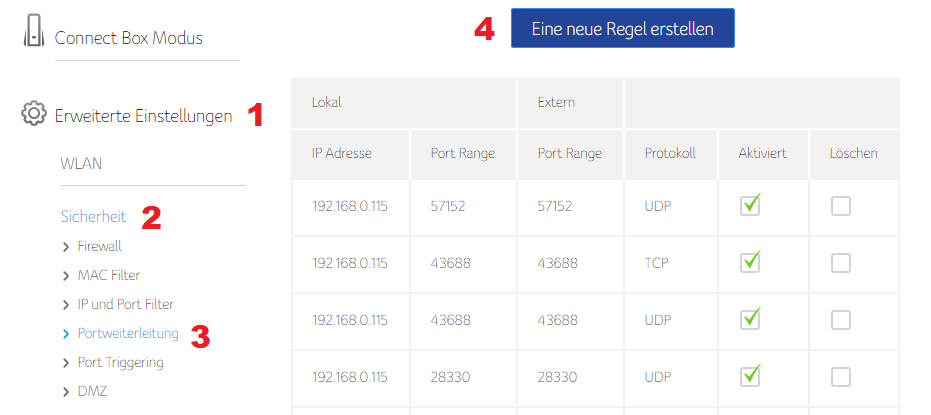 Connect Box Modus
4 Eine neue Regel erstellen
Erweiterte Einstellungen 1
WLAN
Sicherheit 2
Firewall
MAC Filter
IP und Port Filter
Portweiterleitung 3
Port Triggering
DMZ
Lokal Extern
IP Adresse Port Range Port Range Protokoll Aktiviert Löschen
192.168.0.115 57152 57152 UDP
192.168.0.115 43688 43688 TCP
192.168.0.115 43688 43688 UDP
192.168.0.115 28330 28330 UDP